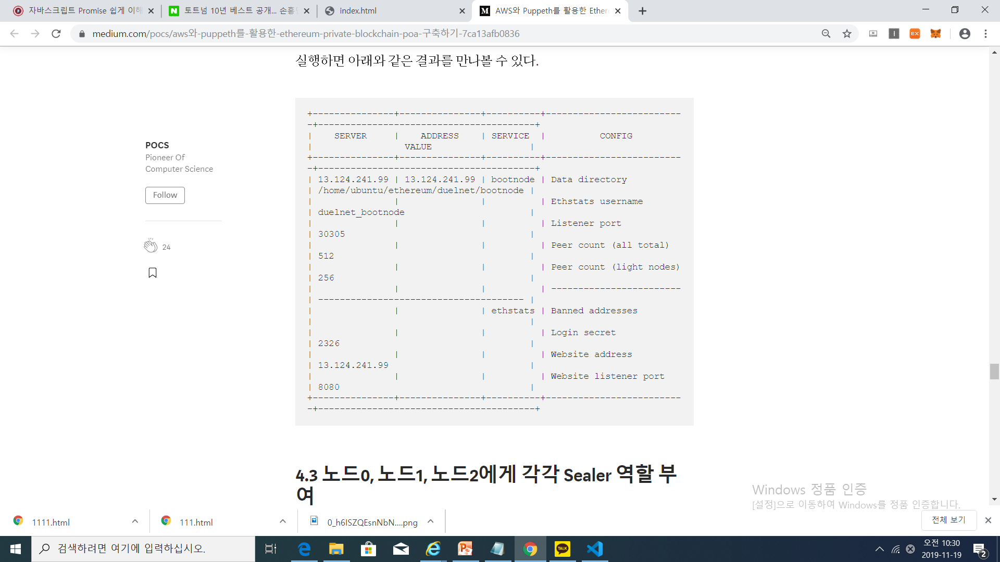 자바스크립트 Promise 쉽게 이해
토트넘 10년 베스트 공개... 손흥민
index.html
AWS와 Puppeth를 활용한 Ether
medium.com/pocs/aws와-puppeth를-활용한-ethereum-private-blockchain-poa-구축하기-7ca13afb0836
실행하면 아래와 같은 결과를 만나볼 수 있다.
POCS
Pioneer Of
Computer Science
Follow
24
+---------------+---------------+----------+-------------------------
-+----------------------------------------+
|    SERVER     |    ADDRESS    | SERVICE  |          CONFIG
|                 VALUE                  |
+---------------+---------------+----------+-------------------------
-+----------------------------------------+
| 13.124.241.99 | 13.124.241.99 | bootnode | Data directory
| /home/ubuntu/ethereum/duelnet/bootnode |
|               |               |          | Ethstats username
| duelnet_bootnode                       |
|               |               |          | Listener port
| 30305                                  |
|               |               |          | Peer count (all total)
| 512                                    |
|               |               |          | Peer count (light nodes)
| 256                                    |
|               |               |          | ------------------------
| -------------------------------------- |
|               |               | ethstats | Banned addresses
|                                        |
|               |               |          | Login secret
| 2326                                   |
|               |               |          | Website address
| 13.124.241.99                          |
|               |               |          | Website listener port
| 8080                                   |
+---------------+---------------+----------+-------------------------
-+----------------------------------------+
4.3 노드0, 노드1, 노드2에게 각각 Sealer 역할 부
여
Windows 정품 인증
[설정]으로 이동하여 Windows를 정품 인증합니다.
1111.html
111.html
0_h6lSZQEsnNbN....png
전체 보기
검색하려면 여기에 입력하십시오.
오전 10:30
2019-11-19
2